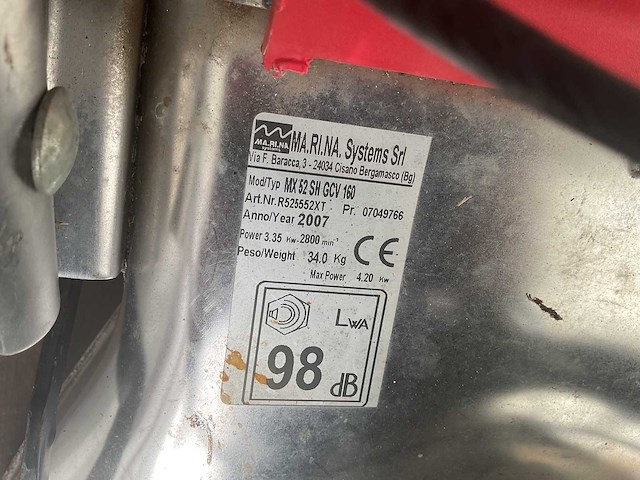 MA.RI.NA. systems
MA.RI.NA. Systems Srl
Via F. Baracca, 3 - 24034 Cisano Bergamasco (Bg)
Mod/Typ MX 52 SH GCV 160
Art.Nr. R525552XT Pr. 07049766
Anno/Year 2007
Power 3.35 Kw - 2800 min⁻¹
CE
Peso/Weight 34.0 Kg
Max Power 4.20 Kw
LWA
98 dB